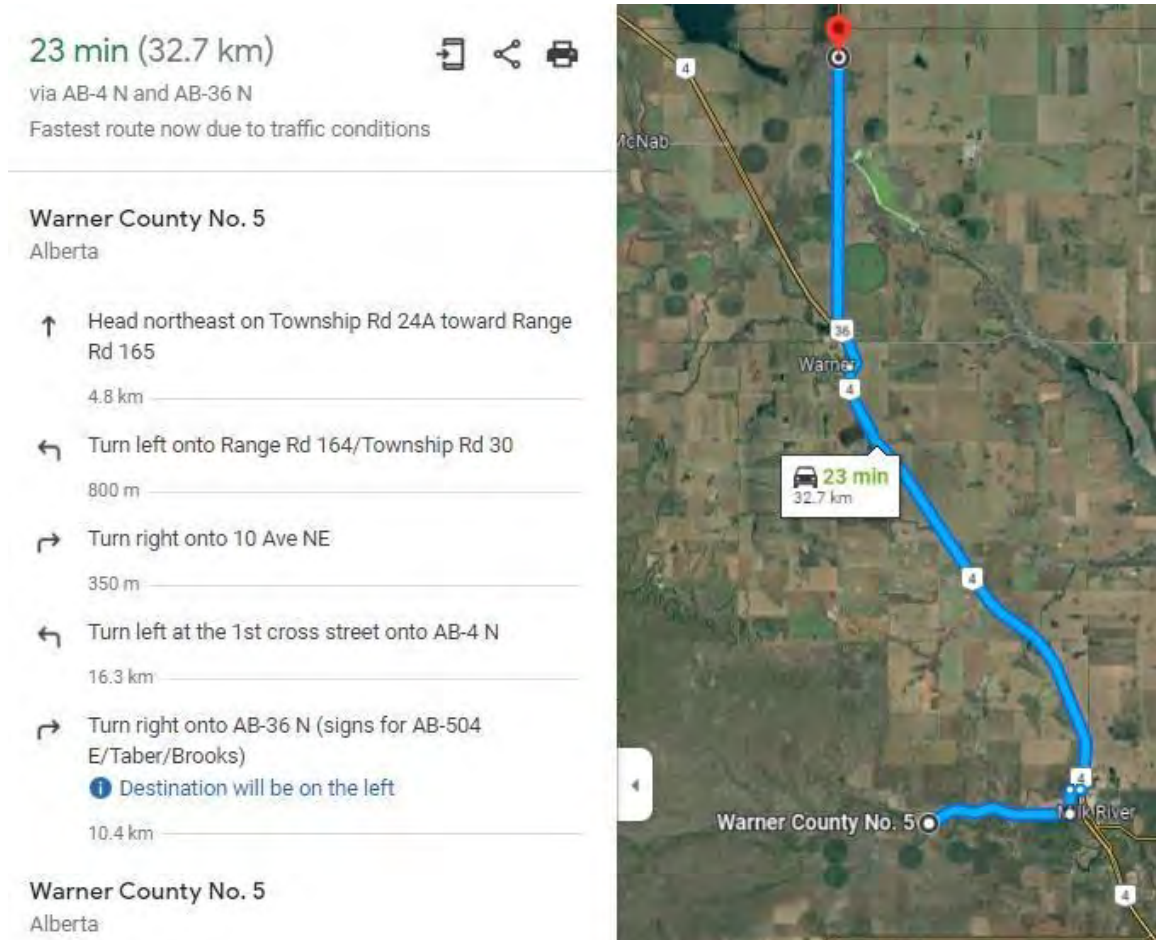 23 min (32.7 km)
via AB-4 N and AB-36 N
Fastest route now due to traffic conditions
Warner County No. 5
Alberta
Head northeast on Township Rd 24A toward Range
Rd 165
4.8 km
Turn left onto Range Rd 164/Township Rd 30
800 m
Turn right onto 10 Ave NE
350 m
Turn left at the 1st cross street onto AB-4 N
16.3 km
Turn right onto AB-36 N (signs for AB-504
E/Taber/Brooks)
Destination will be on the left
10.4 km
Warner County No. 5
Alberta
4
McNab
36
Warner
4
23 min
32.7 km
4
4
Milk River
Warner County No. 5
4